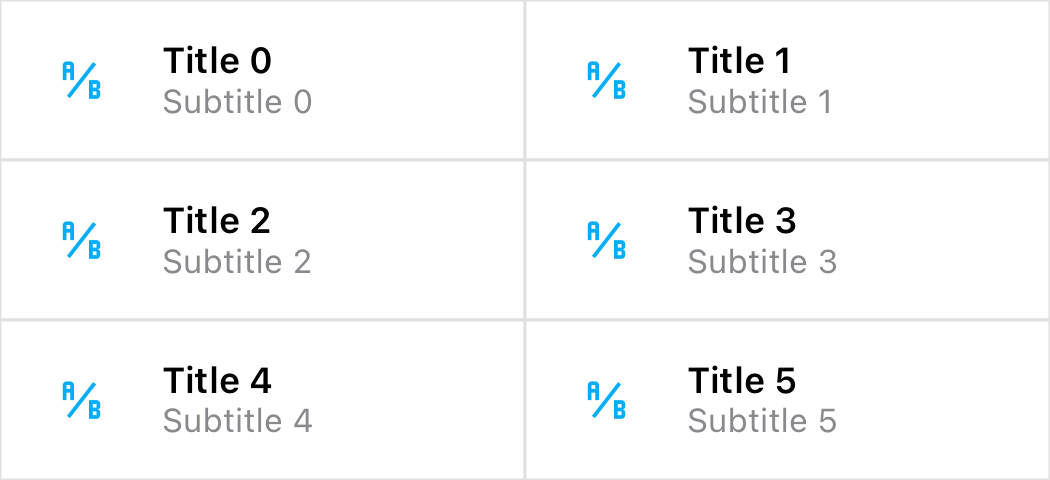 A/B Title 0
Subtitle 0
A/B Title 1
Subtitle 1
A/B Title 2
Subtitle 2
A/B Title 3
Subtitle 3
A/B Title 4
Subtitle 4
A/B Title 5
Subtitle 5